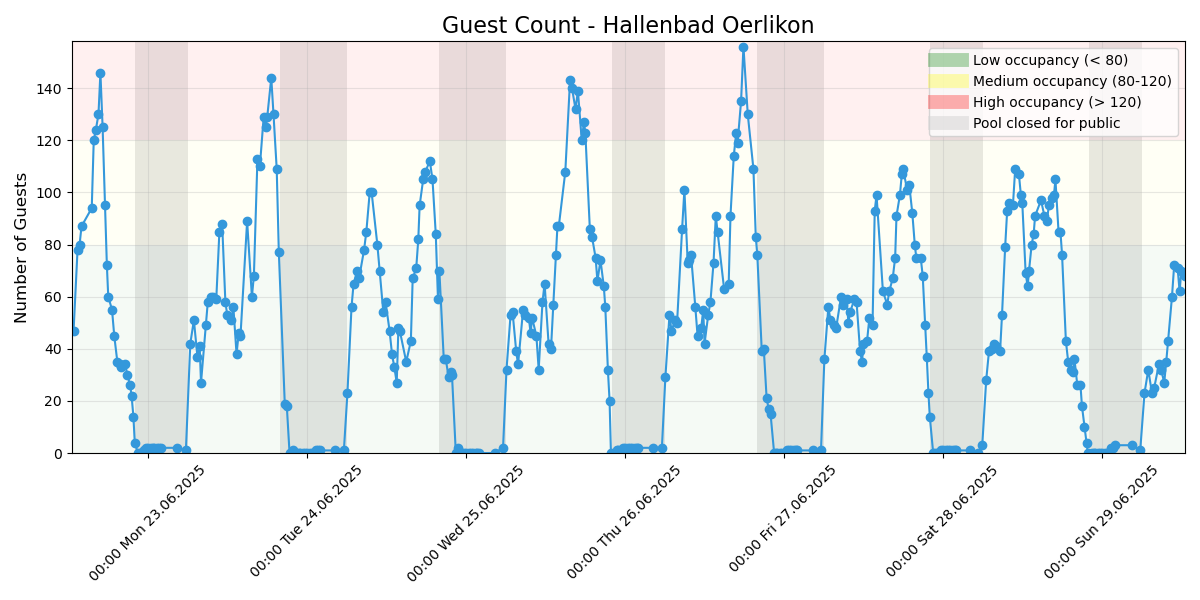 Guest Count - Hallenbad Oerlikon
Number of Guests
140
120
100
80
60
40
20
0
Low occupancy (< 80)
Medium occupancy (80-120)
High occupancy (> 120)
Pool closed for public
00:00 Mon 23.06.2025
00:00 Tue 24.06.2025
00:00 Wed 25.06.2025
00:00 Thu 26.06.2025
00:00 Fri 27.06.2025
00:00 Sat 28.06.2025
00:00 Sun 29.06.2025